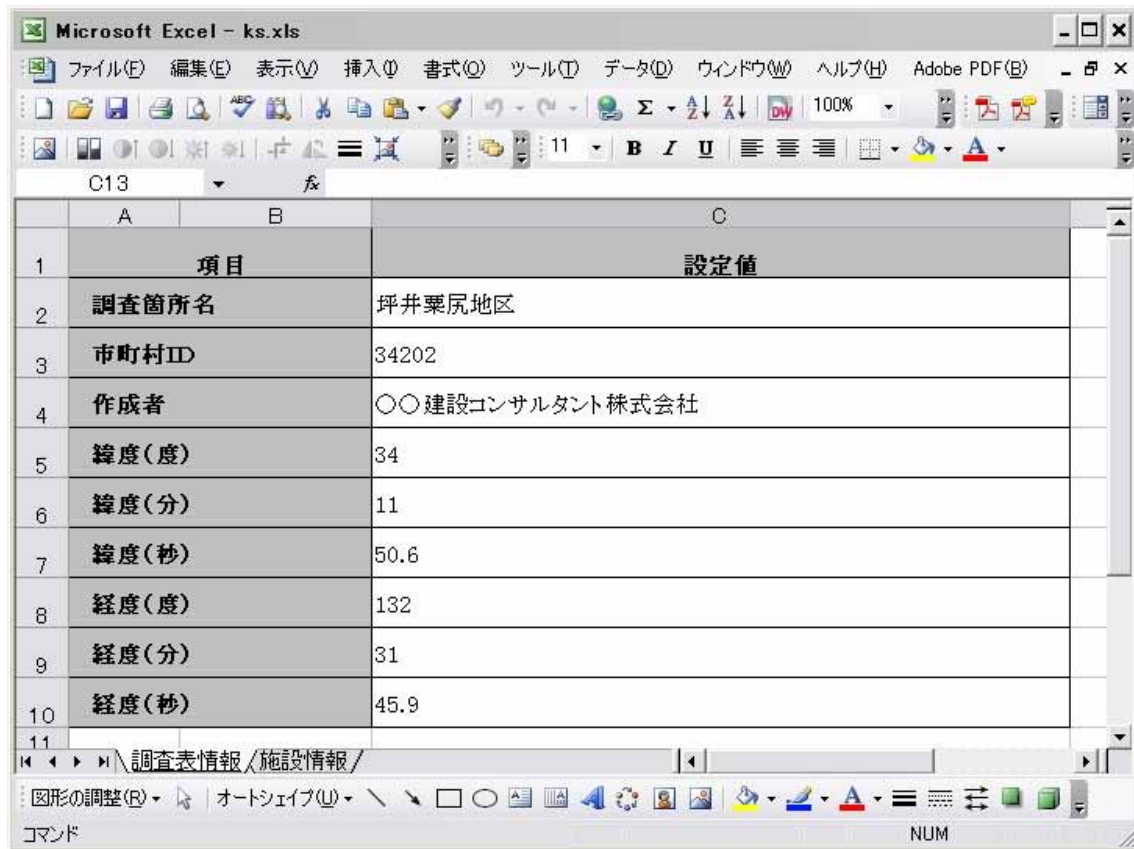 Microsoft Excel - ks.xls
ファイル(F) 編集(E) 表示(V) 挿入(I) 書式(O) ツール(T) データ(D) ウィンドウ(W) ヘルプ(H) Adobe PDF(B)
ABC Σ A Z Z A DW 100%
11 B I U A
C13 fx
A B C
1 項目 設定値
2 調査箇所名 坪井粟尻地区
3 市町村ID 34202
4 作成者 ○○建設コンサルタント株式会社
5 緯度(度) 34
6 緯度(分) 11
7 緯度(秒) 50.6
8 経度(度) 132
9 経度(分) 31
10 経度(秒) 45.9
11
調査表情報 施設情報
図形の調整(R) オートシェイプ(U) A
コマンド NUM